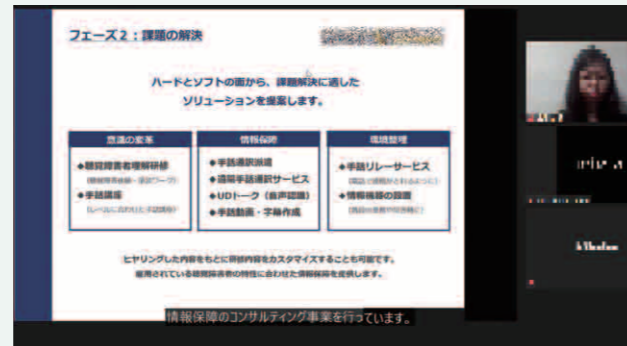 フェーズ２：課題の解決
ハードとソフトの面から、課題解決に適した
ソリューションを提案します。
意識の変革
◆聴覚障害者理解研修
◆手話講座
情報保障
◆手話通訳派遣
◆遠隔手話通訳サービス
◆UDトーク（音声認識）
◆手話動画・字幕作成
環境整備
◆手話リレーサービス
◆情報機器の設置
ヒヤリングした内容をもとに研修内容をカスタマイズすることも可能です。
雇用されている聴覚障害者の特性に合わせた情報保障を提供します。
情報保障のコンサルティング事業を行っています。